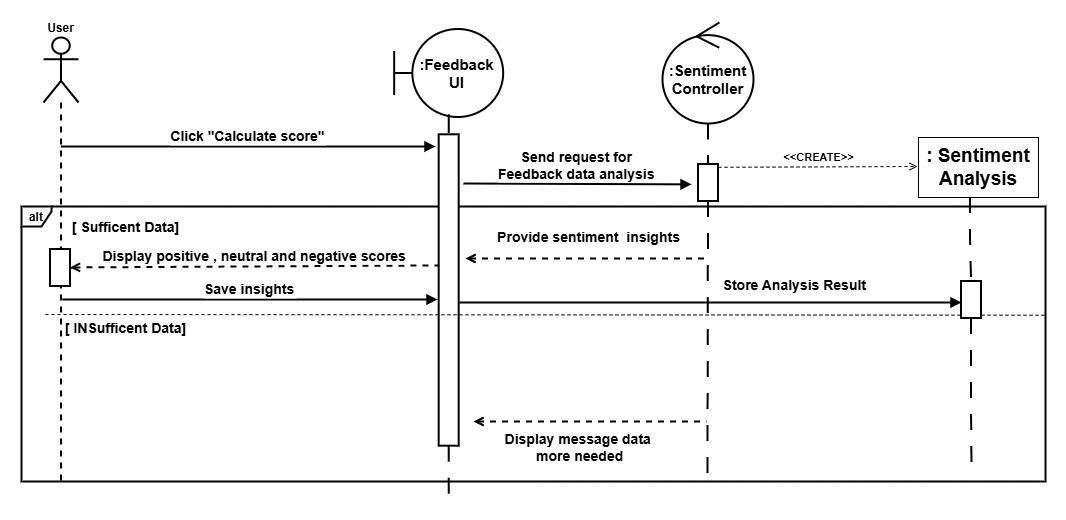 User
:Feedback
UI
:Sentiment
Controller
Click "Calculate score"
Send request for
Feedback data analysis
<<CREATE>>
: Sentiment
Analysis
alt
[ Sufficent Data]
Provide sentiment insights
Display positive , neutral and negative scores
Save insights
Store Analysis Result
[ INSufficent Data]
Display message data
more needed